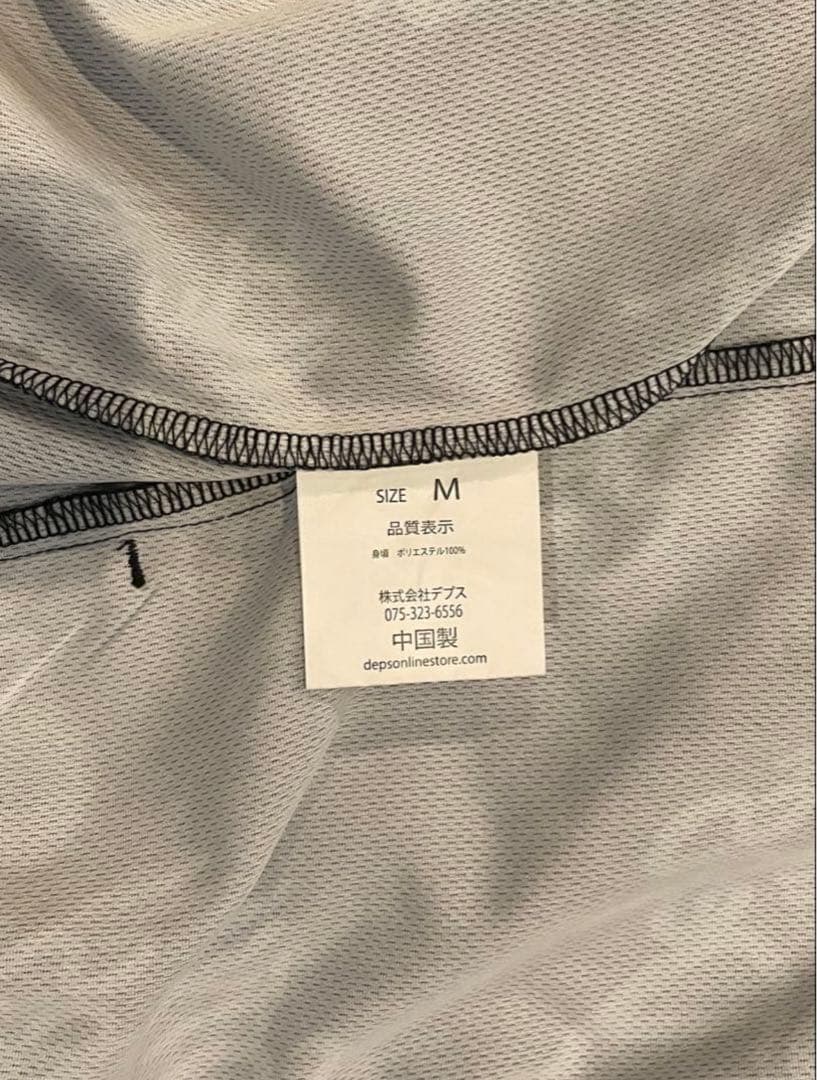 SIZE M
品質表示
身頃 ポリエステル100%
株式会社デプス
075-323-6556
中国製
depsonlinestore.com